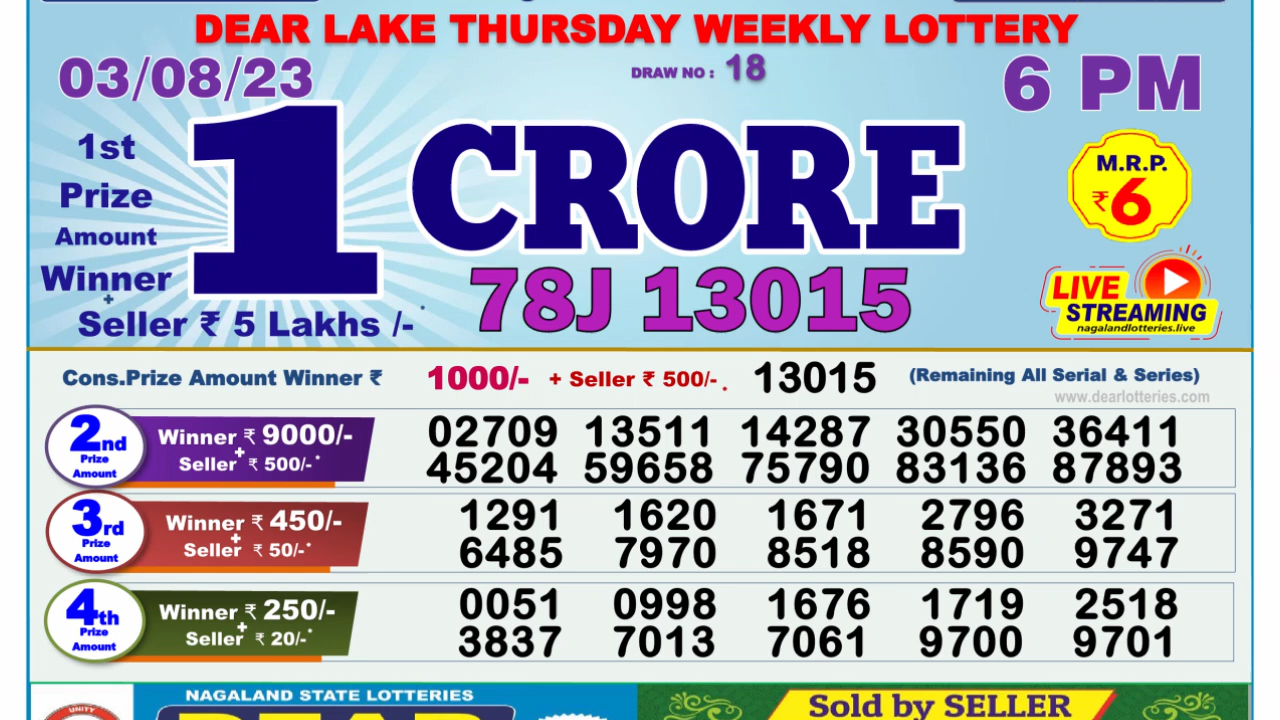 DEAR LAKE THURSDAY WEEKLY LOTTERY
03/08/23
DRAW NO : 18
6 PM
1st
Prize
Amount
Winner
+
Seller ₹ 5 Lakhs /- *
1 CRORE
78J 13015
M.R.P.
₹ 6
LIVE
STREAMING
nagalandlotteries.live
Cons.Prize Amount Winner ₹ 1000/- + Seller ₹ 500/- . 13015 (Remaining All Serial & Series)
www.dearlotteries.com
2nd
Prize
Amount
Winner ₹ 9000/-
+
Seller ₹ 500/-*
02709 13511 14287 30550 36411
45204 59658 75790 83136 87893
3rd
Prize
Amount
Winner ₹ 450/-
+
Seller ₹ 50/-*
1291 1620 1671 2796 3271
6485 7970 8518 8590 9747
4th
Prize
Amount
Winner ₹ 250/-
+
Seller ₹ 20/-*
0051 0998 1676 1719 2518
3837 7013 7061 9700 9701
UNITY
NAGALAND STATE LOTTERIES
DEAR
Sold by SELLER